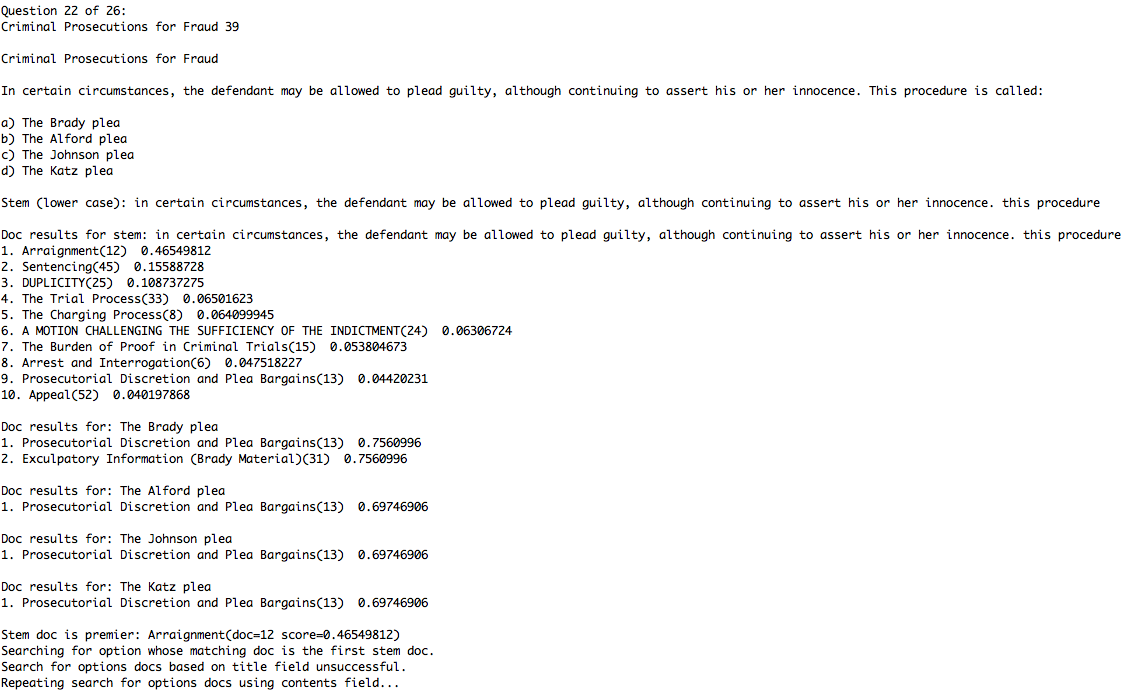 Question 22 of 26:
Criminal Prosecutions for Fraud 39
Criminal Prosecutions for Fraud
In certain circumstances, the defendant may be allowed to plead guilty, although continuing to assert his or her innocence. This procedure is called:
a) The Brady plea
b) The Alford plea
c) The Johnson plea
d) The Katz plea
Stem (lower case): in certain circumstances, the defendant may be allowed to plead guilty, although continuing to assert his or her innocence. this procedure
Doc results for stem: in certain circumstances, the defendant may be allowed to plead guilty, although continuing to assert his or her innocence. this procedure
1. Arraignment(12)  0.46549812
2. Sentencing(45)  0.15588728
3. DUPLICITY(25)  0.108737275
4. The Trial Process(33)  0.06501623
5. The Charging Process(8)  0.064099945
6. A MOTION CHALLENGING THE SUFFICIENCY OF THE INDICTMENT(24)  0.06306724
7. The Burden of Proof in Criminal Trials(15)  0.053804673
8. Arrest and Interrogation(6)  0.047518227
9. Prosecutorial Discretion and Plea Bargains(13)  0.04420231
10. Appeal(52)  0.040197868
Doc results for: The Brady plea
1. Prosecutorial Discretion and Plea Bargains(13)  0.7560996
2. Exculpatory Information (Brady Material)(31)  0.7560996
Doc results for: The Alford plea
1. Prosecutorial Discretion and Plea Bargains(13)  0.69746906
Doc results for: The Johnson plea
1. Prosecutorial Discretion and Plea Bargains(13)  0.69746906
Doc results for: The Katz plea
1. Prosecutorial Discretion and Plea Bargains(13)  0.69746906
Stem doc is premier: Arraignment(doc=12 score=0.46549812)
Searching for option whose matching doc is the first stem doc.
Search for options docs based on title field unsuccessful.
Repeating search for options docs using contents field...